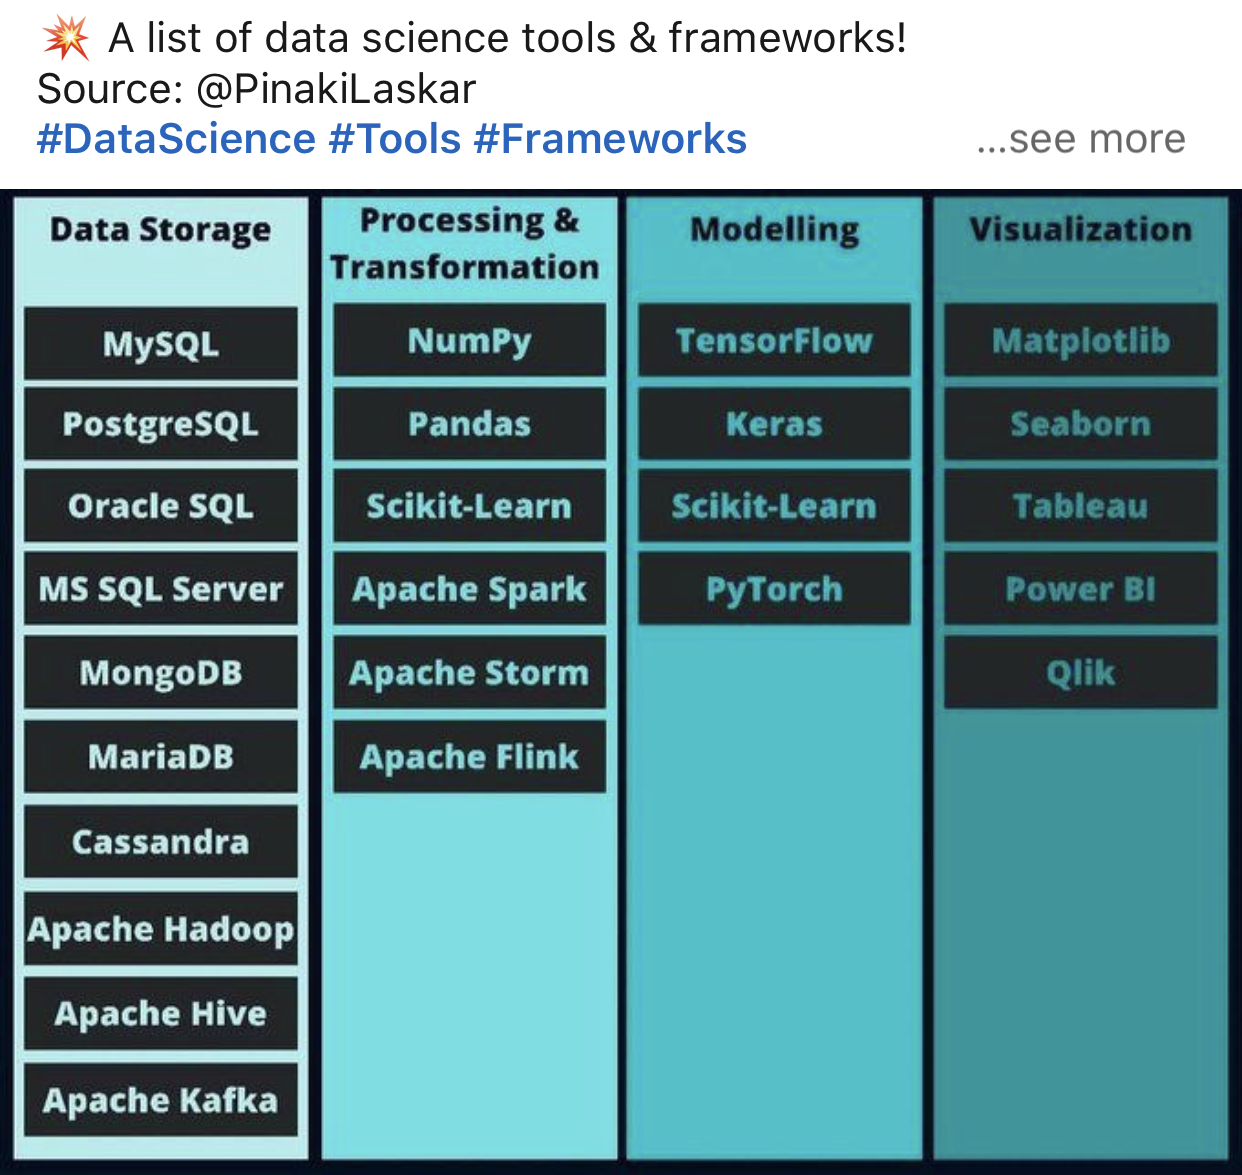 💥 A list of data science tools & frameworks!
Source: @PinakiLaskar
#DataScience #Tools #Frameworks
...see more
Data Storage
MySQL
PostgreSQL
Oracle SQL
MS SQL Server
MongoDB
MariaDB
Cassandra
Apache Hadoop
Apache Hive
Apache Kafka
Processing &
Transformation
NumPy
Pandas
Scikit-Learn
Apache Spark
Apache Storm
Apache Flink
Modelling
TensorFlow
Keras
Scikit-Learn
PyTorch
Visualization
Matplotlib
Seaborn
Tableau
Power BI
Qlik